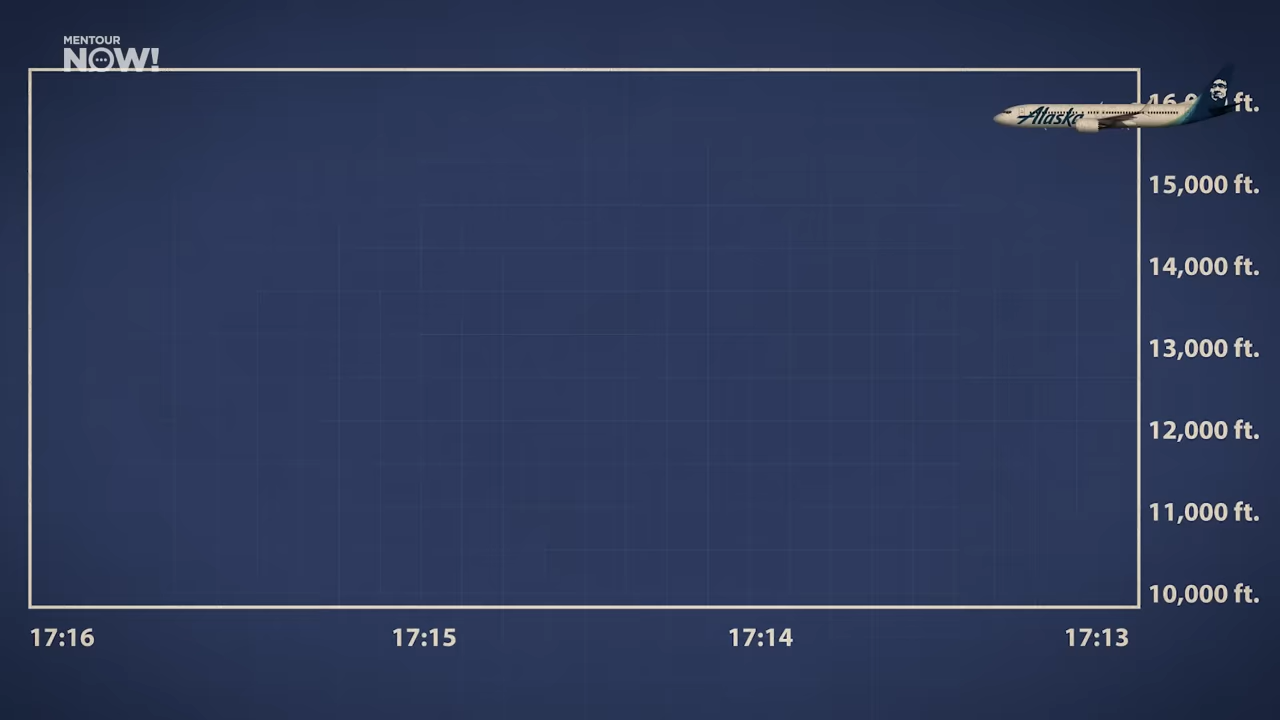 MENTOUR
NOW!
Alaska
ft.
15,000 ft.
14,000 ft.
13,000 ft.
12,000 ft.
11,000 ft.
10,000 ft.
17:16 17:15 17:14 17:13